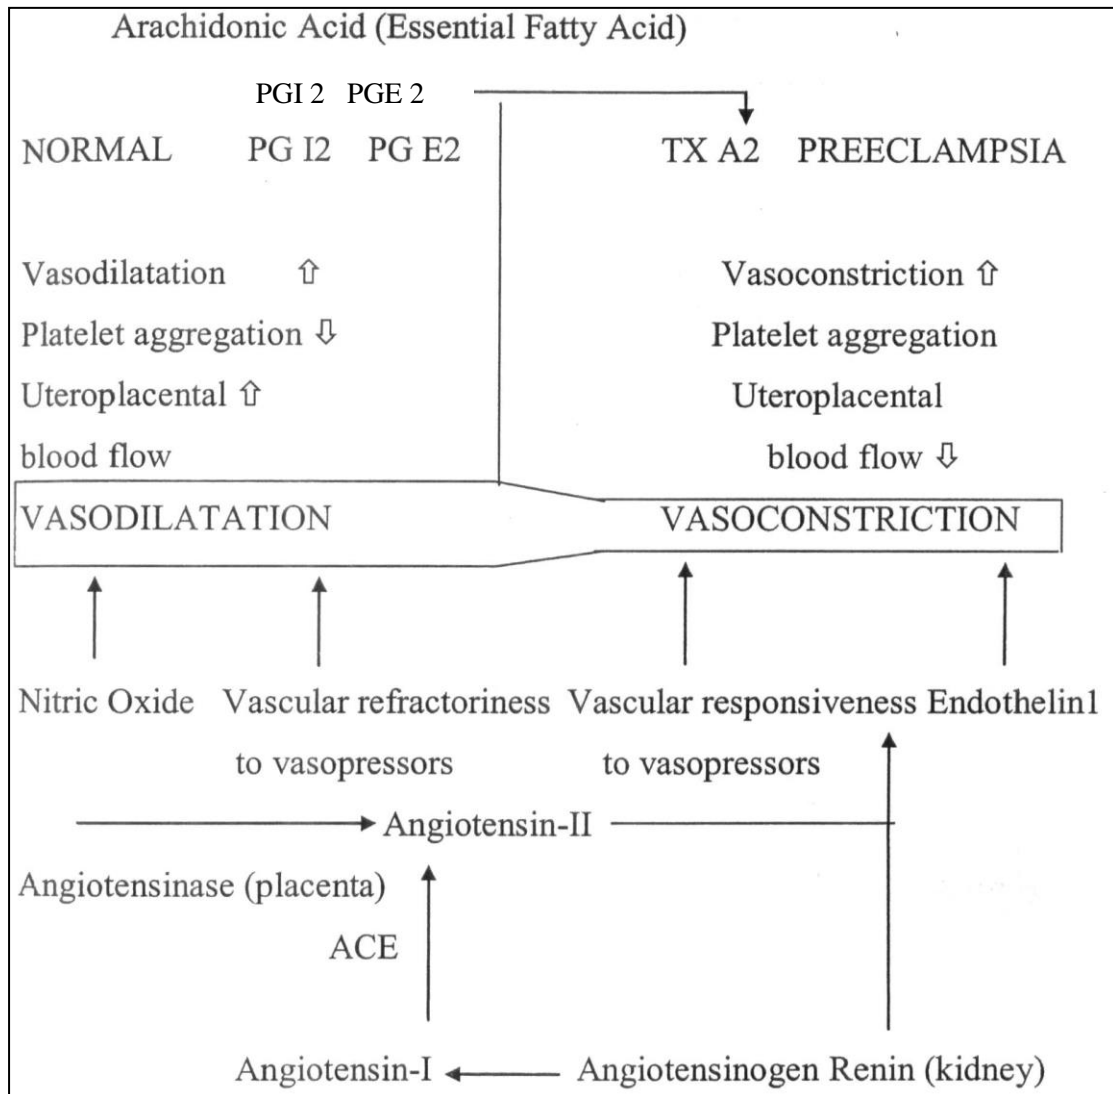 Arachidonic Acid (Essential Fatty Acid)
PGI 2 PGE 2
NORMAL PG I2 PG E2 TX A2 PREECLAMPSIA
Vasodilatation ⇧ Vasoconstriction ⇧
Platelet aggregation ⇩ Platelet aggregation
Uteroplacental ⇧ Uteroplacental
blood flow blood flow ⇩
VASODILATATION VASOCONSTRICTION
Nitric Oxide Vascular refractoriness Vascular responsiveness Endothelin1
to vasopressors to vasopressors
Angiotensin-II
Angiotensinase (placenta)
ACE
Angiotensin-I Angiotensinogen Renin (kidney)